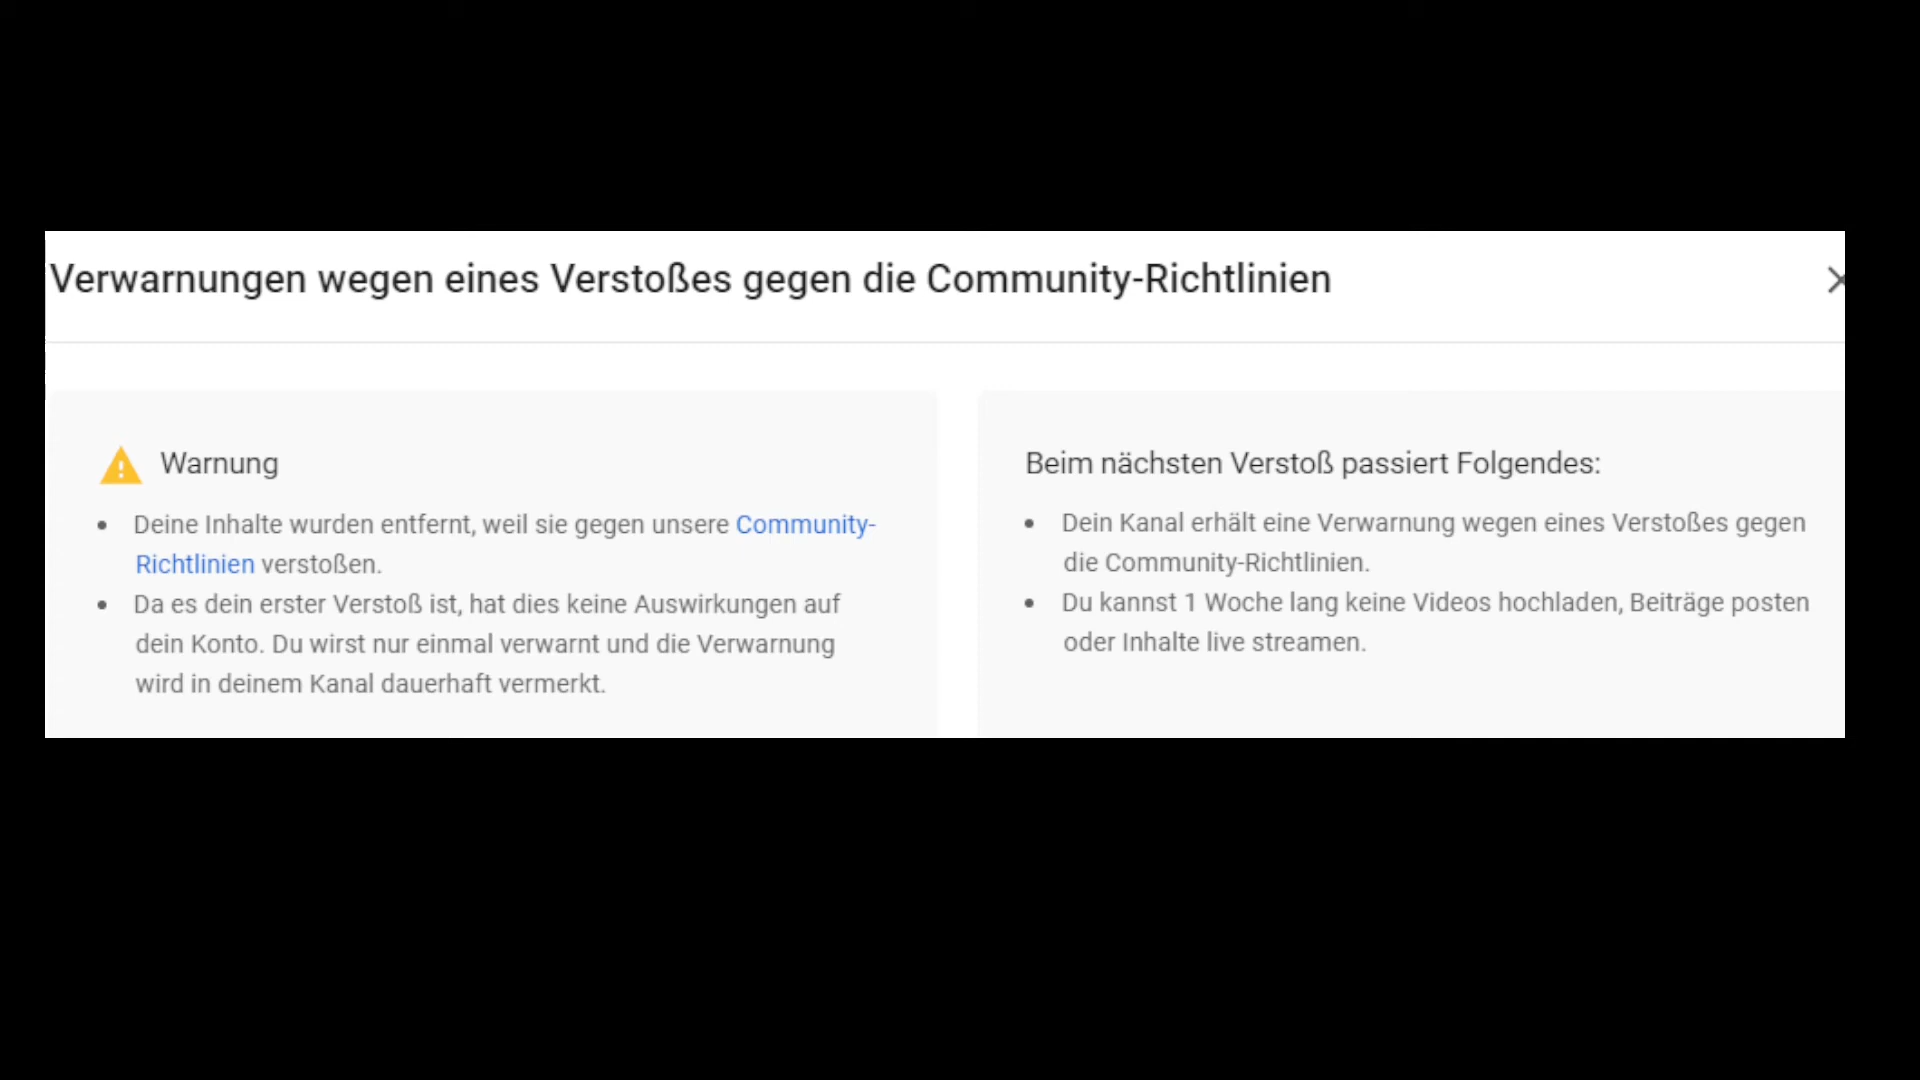 Verwarnungen wegen eines Verstoßes gegen die Community-Richtlinien
Warnung
Deine Inhalte wurden entfernt, weil sie gegen unsere Community-
Richtlinien verstoßen.
Da es dein erster Verstoß ist, hat dies keine Auswirkungen auf
dein Konto. Du wirst nur einmal verwarnt und die Verwarnung
wird in deinem Kanal dauerhaft vermerkt.
Beim nächsten Verstoß passiert Folgendes:
Dein Kanal erhält eine Verwarnung wegen eines Verstoßes gegen
die Community-Richtlinien.
Du kannst 1 Woche lang keine Videos hochladen, Beiträge posten
oder Inhalte live streamen.